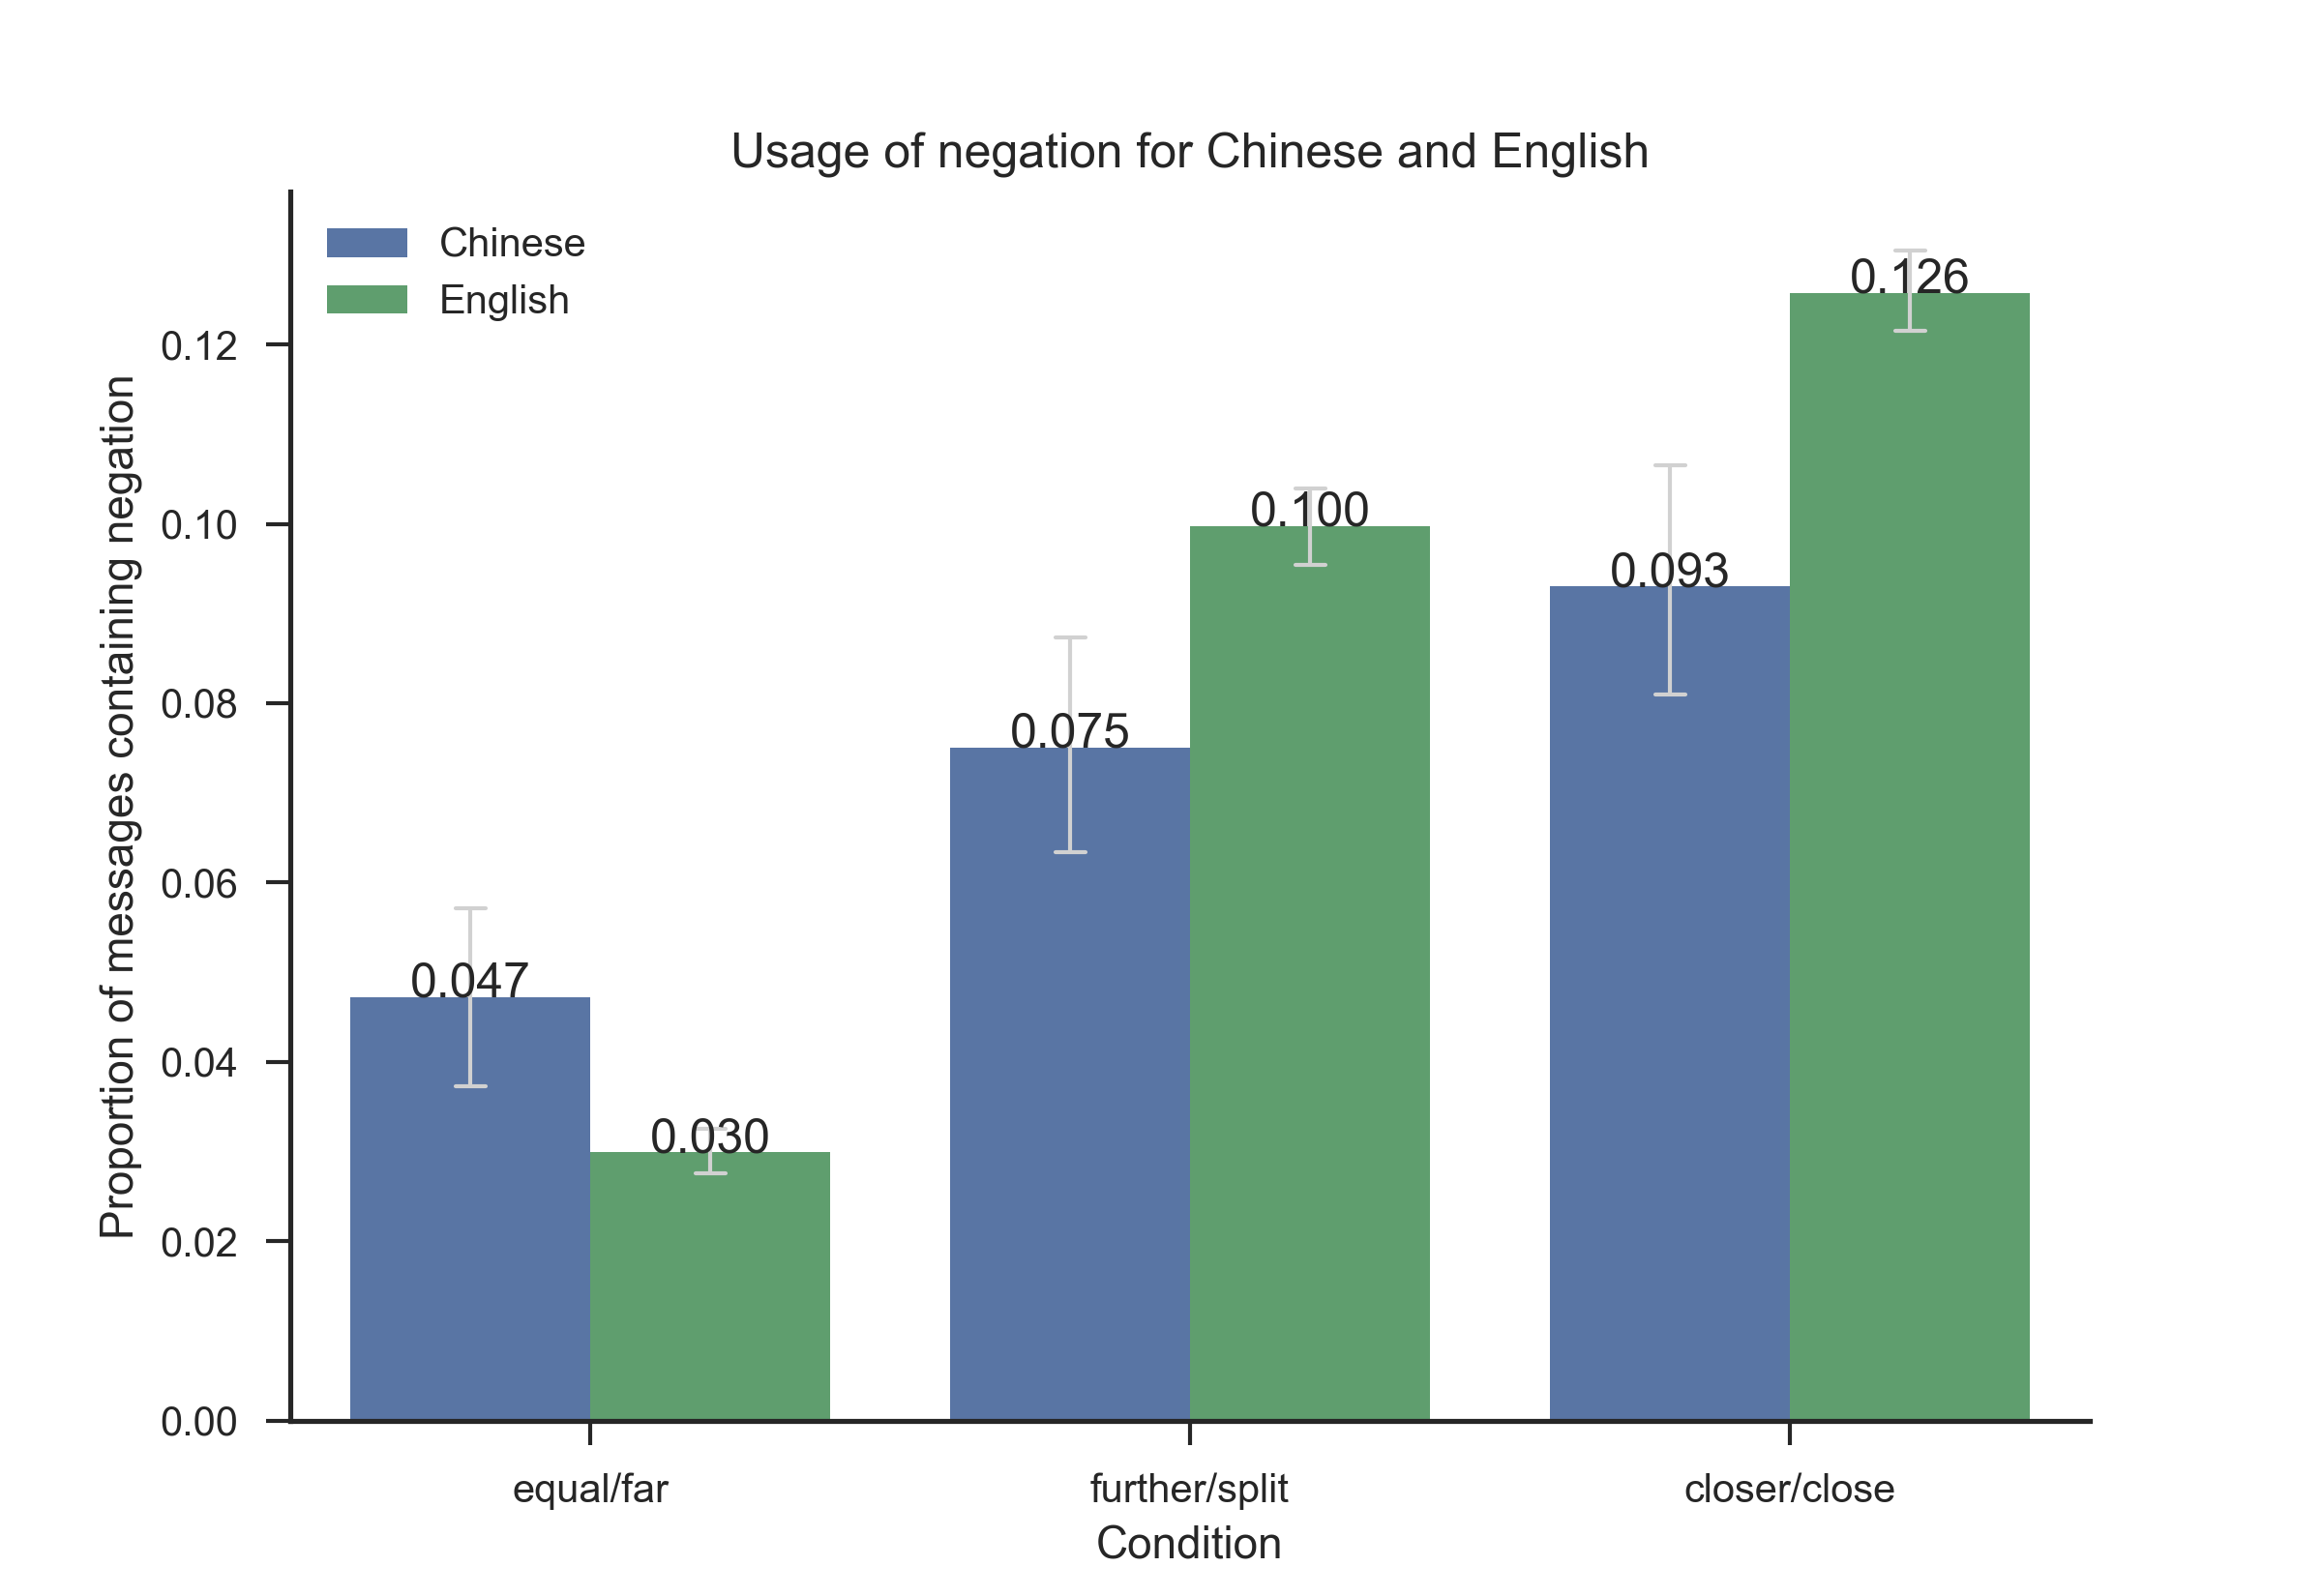 Usage of negation for Chinese and English
Chinese
English
Proportion of messages containing negation
0.12
0.10
0.08
0.06
0.04
0.02
0.00
0.047
0.030
0.075
0.100
0.093
0.126
equal/far
further/split
closer/close
Condition